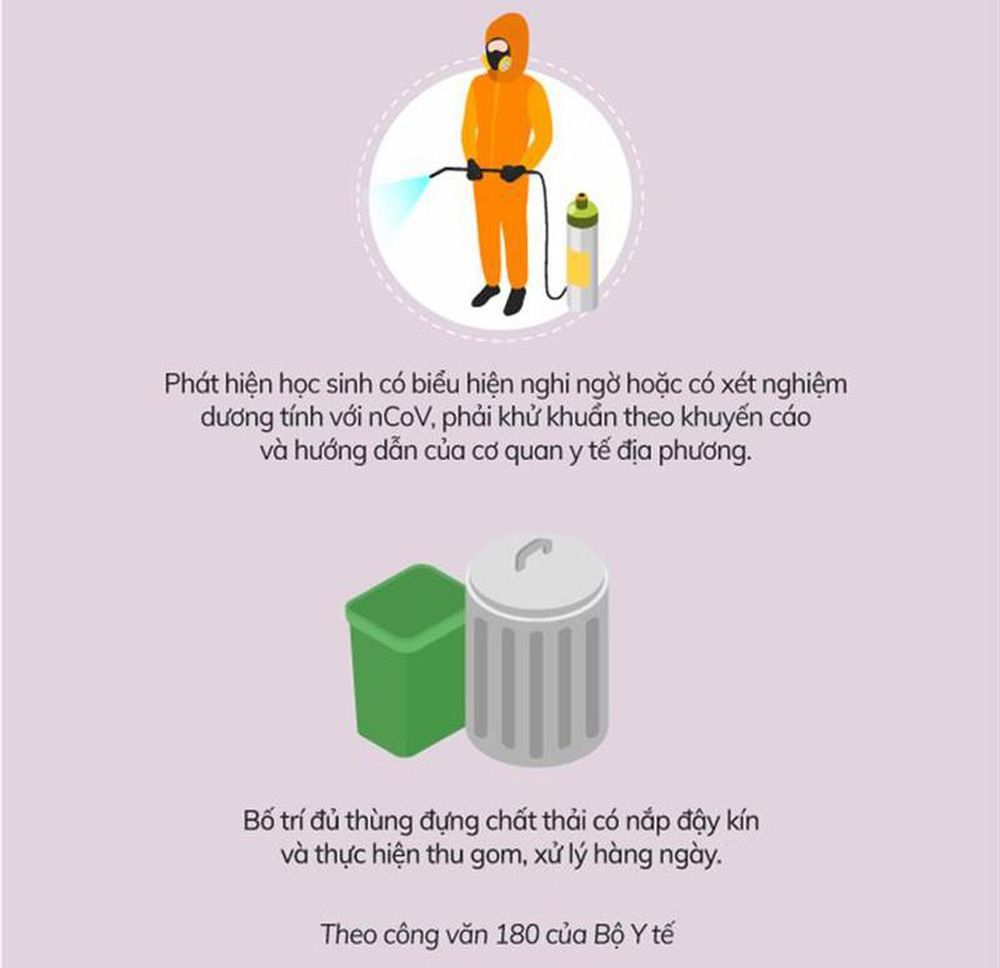 Phát hiện học sinh có biểu hiện nghi ngờ hoặc có xét nghiệm
dương tính với nCoV, phải khử khuẩn theo khuyến cáo
và hướng dẫn của cơ quan y tế địa phương.
Bố trí đủ thùng đựng chất thải có nắp đậy kín
và thực hiện thu gom, xử lý hàng ngày.
Theo công văn 180 của Bộ Y tế